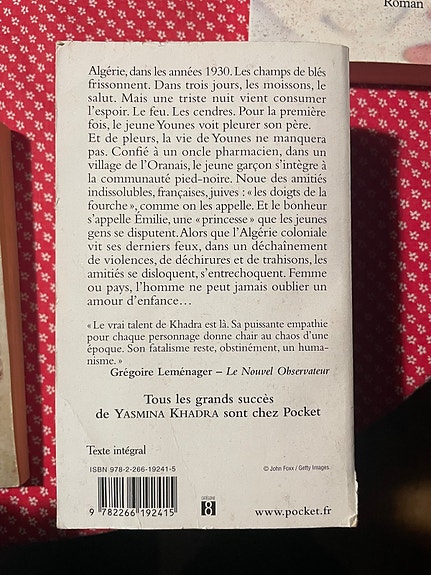 Roman
Algérie, dans les années 1930. Les champs de blés
frissonnent. Dans trois jours, les moissons, le
salut. Mais une triste nuit vient consumer
l'espoir. Le feu. Les cendres. Pour la première
fois, le jeune Younes voit pleurer son père.
Et de pleurs, la vie de Younes ne manquera
pas. Confié à un oncle pharmacien, dans un
village de l'Oranais, le jeune garçon s'intègre à
la communauté pied-noire. Noue des amitiés
indissolubles, françaises, juives : « les doigts de la
fourche », comme on les appelle. Et le bonheur
s'appelle Émilie, une « princesse » que les jeunes
gens se disputent. Alors que l'Algérie coloniale
vit ses derniers feux, dans un déchaînement
de violences, de déchirures et de trahisons, les
amitiés se disloquent, s'entrechoquent. Femme
ou pays, l'homme ne peut jamais oublier un
amour d'enfance…
« Le vrai talent de Khadra est là. Sa puissante empathie
pour chaque personnage donne chair au chaos d'une
époque. Son fatalisme reste, obstinément, un huma-
nisme. »
Grégoire Leménager – Le Nouvel Observateur
Tous les grands succès
de YASMINA KHADRA sont chez Pocket
Texte intégral
ISBN 978-2-266-19241-5
© John Foxx / Getty Images
9 782266 192415
CATÉGORIE
8
www.pocket.fr